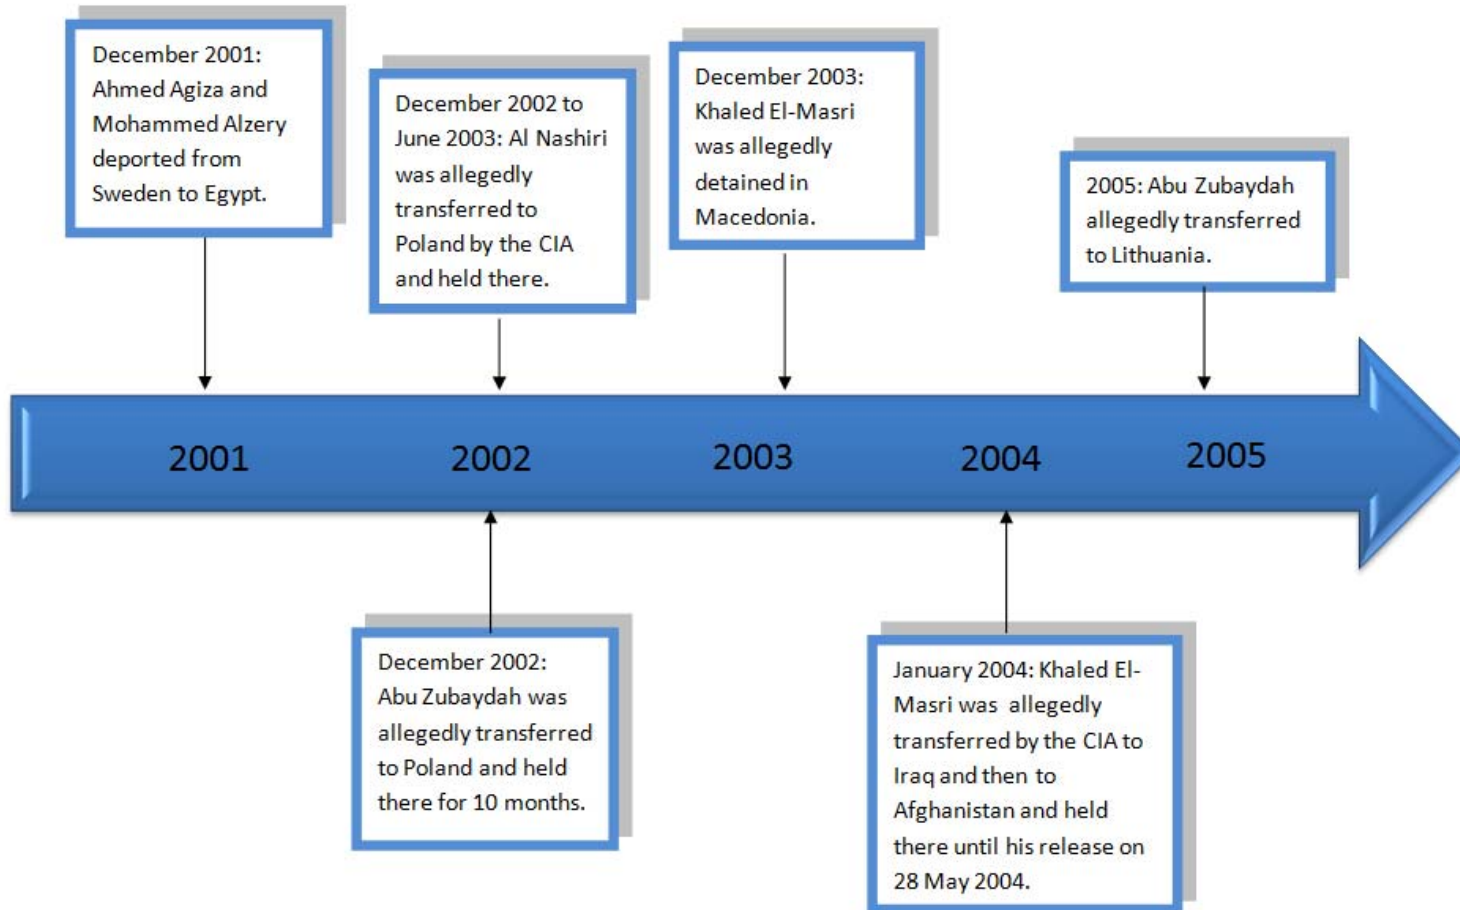 December 2001:
Ahmed Agiza and
Mohammed Alzery
deported from
Sweden to Egypt.
December 2002 to
June 2003: Al Nashiri
was allegedly
transferred to
Poland by the CIA
and held there.
December 2003:
Khaled El-Masri
was allegedly
detained in
Macedonia.
2005: Abu Zubaydah
allegedly transferred
to Lithuania.
2001
2002
2003
2004
2005
December 2002:
Abu Zubaydah was
allegedly transferred
to Poland and held
there for 10 months.
January 2004: Khaled El-
Masri was allegedly
transferred by the CIA to
Iraq and then to
Afghanistan and held
there until his release on
28 May 2004.